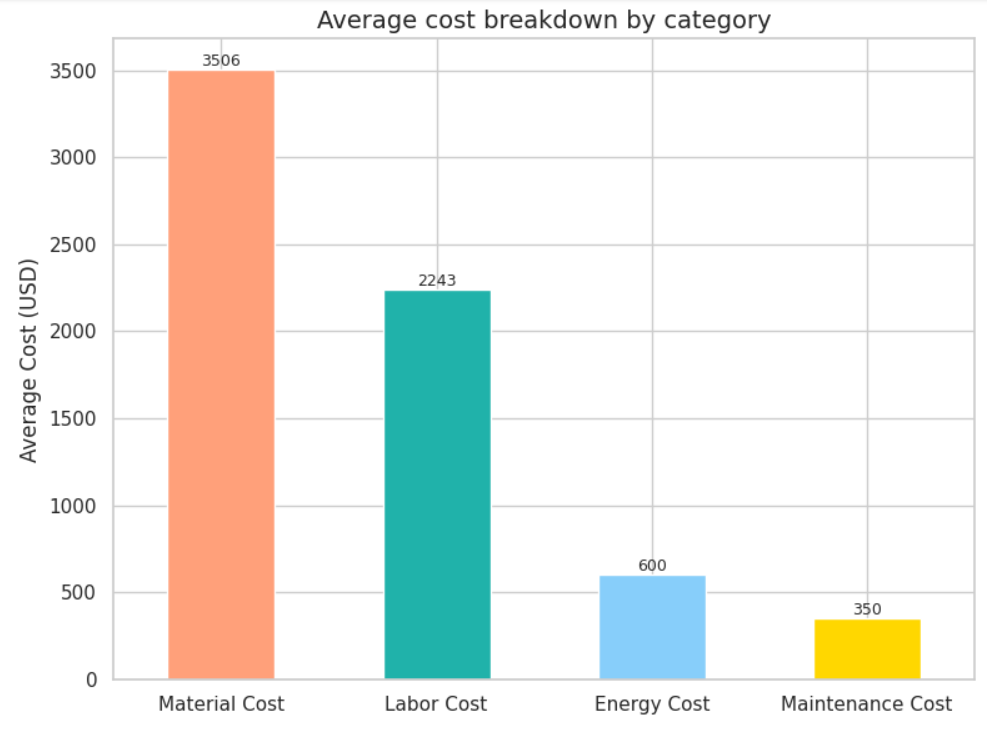 Average cost breakdown by category
3506
3500
3000
2500
2243
2000
1500
1000
600
500
350
0
Average Cost (USD)
Material Cost
Labor Cost
Energy Cost
Maintenance Cost